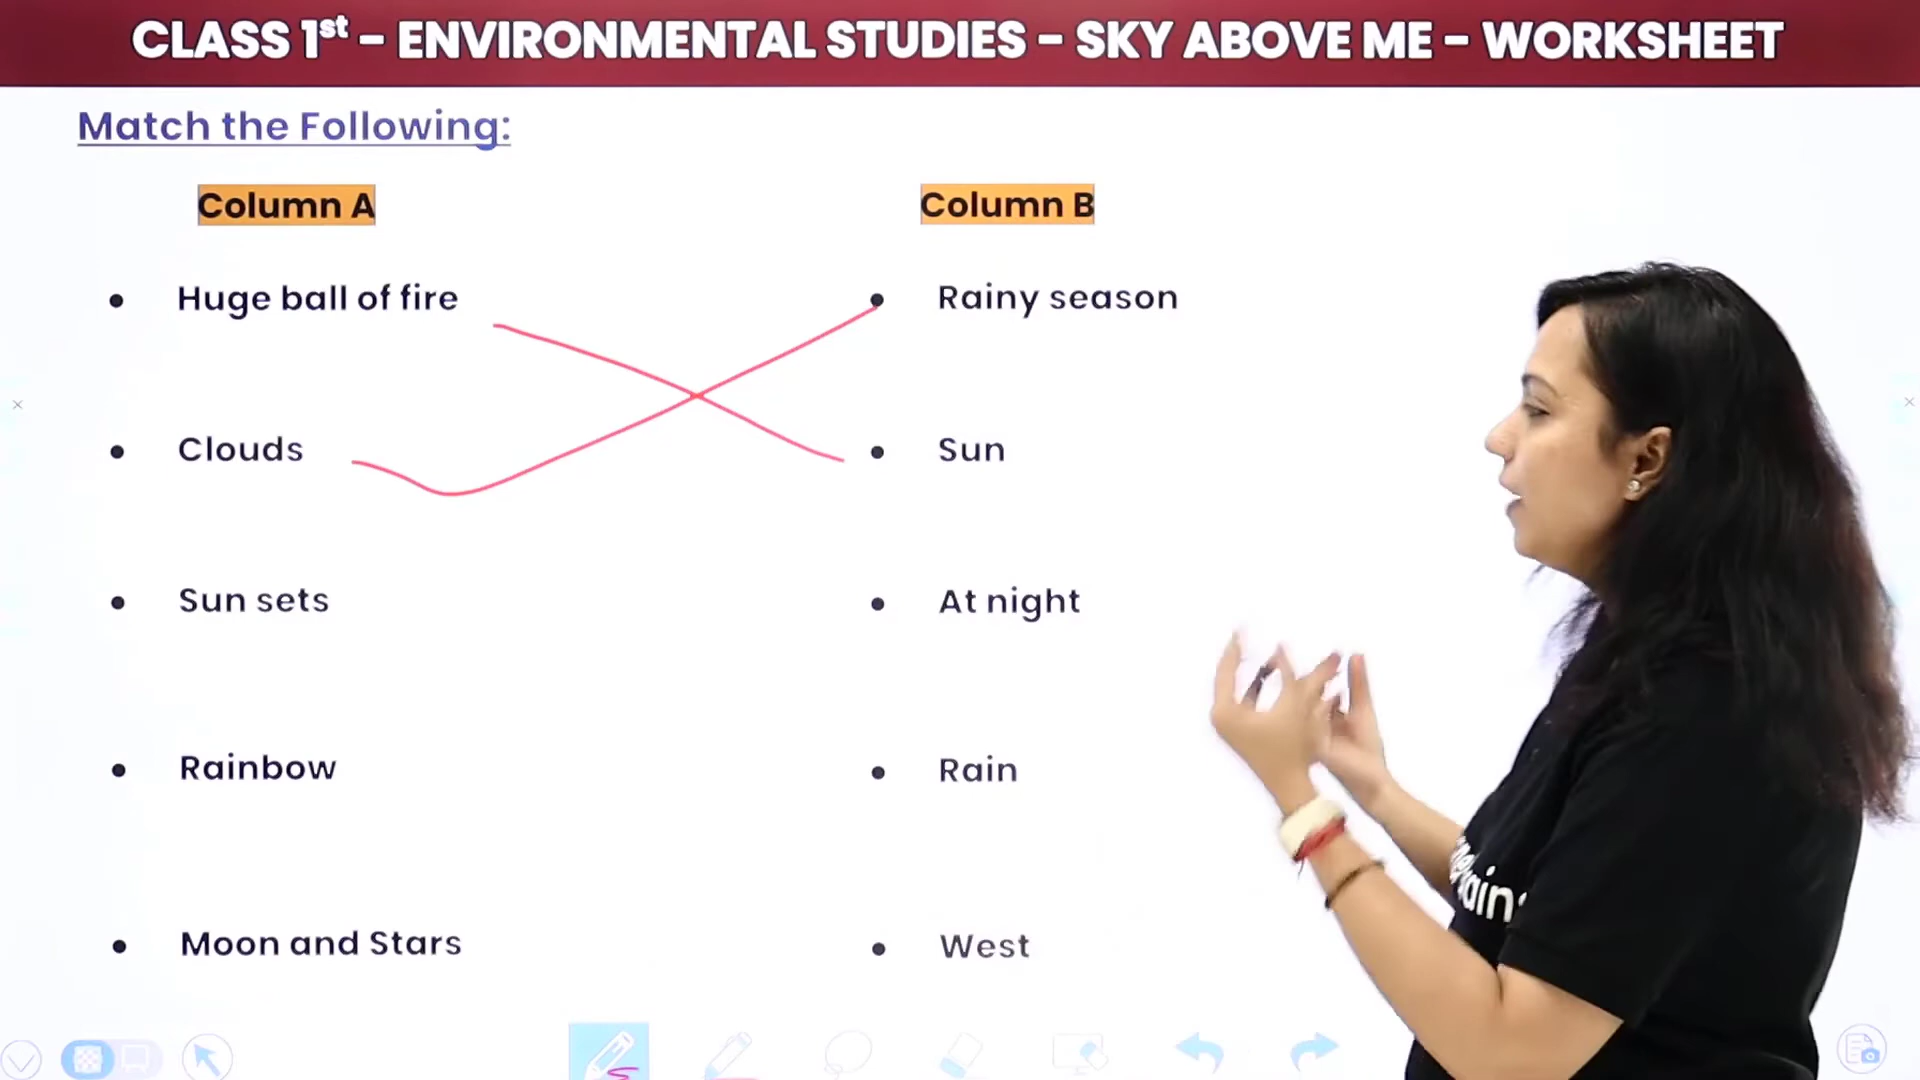 CLASS 1st - ENVIRONMENTAL STUDIES - SKY ABOVE ME - WORKSHEET
Match the Following:
Column A Column B
• Huge ball of fire • Rainy season
• Clouds • Sun
• Sun sets • At night
• Rainbow • Rain
• Moon and Stars • West